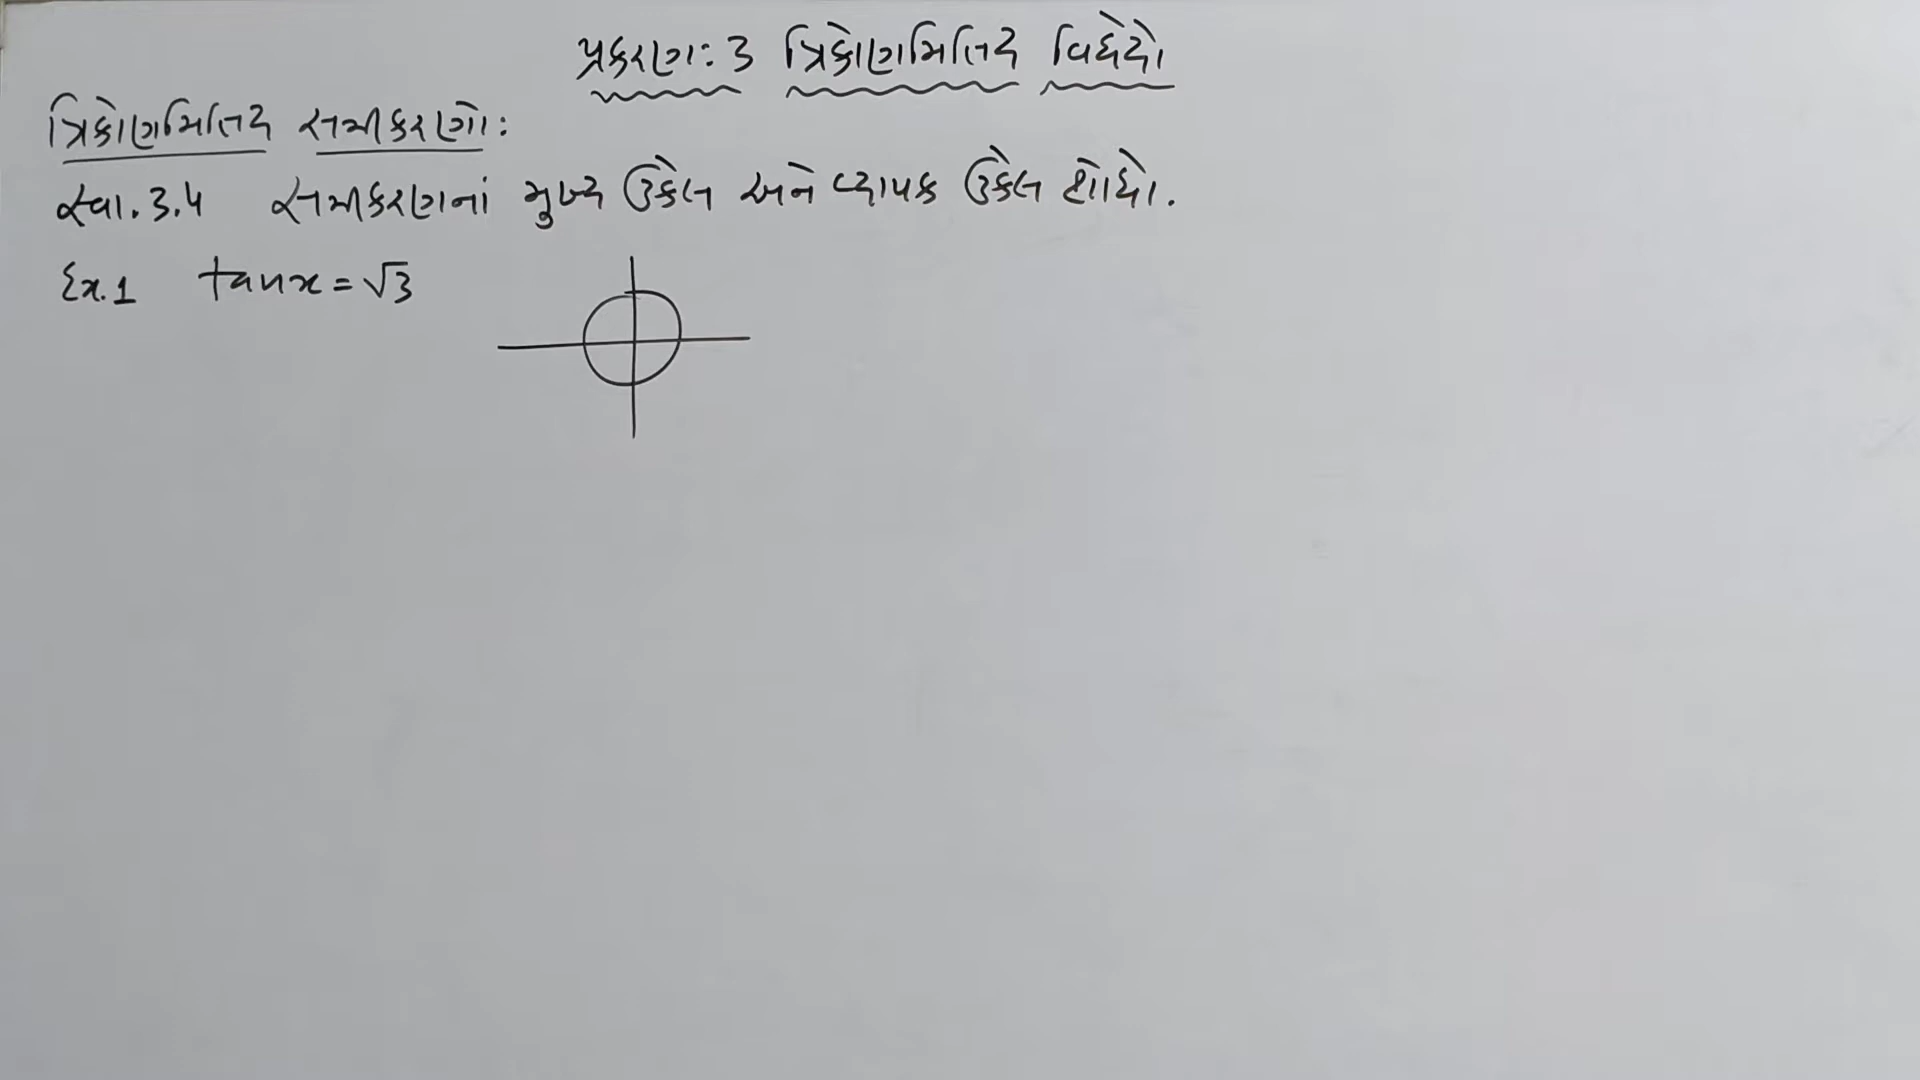 પ્રકરણ: 3 ત્રિકોણમિતિય વિધેયો
ત્રિકોણમિતિય સમીકરણો:
સ્વા. 3.4 સમીકરણનાં મુખ્ય ઉકેલ અને વ્યાપક ઉકેલ શોધો.
Ex. 1 tanx = √3